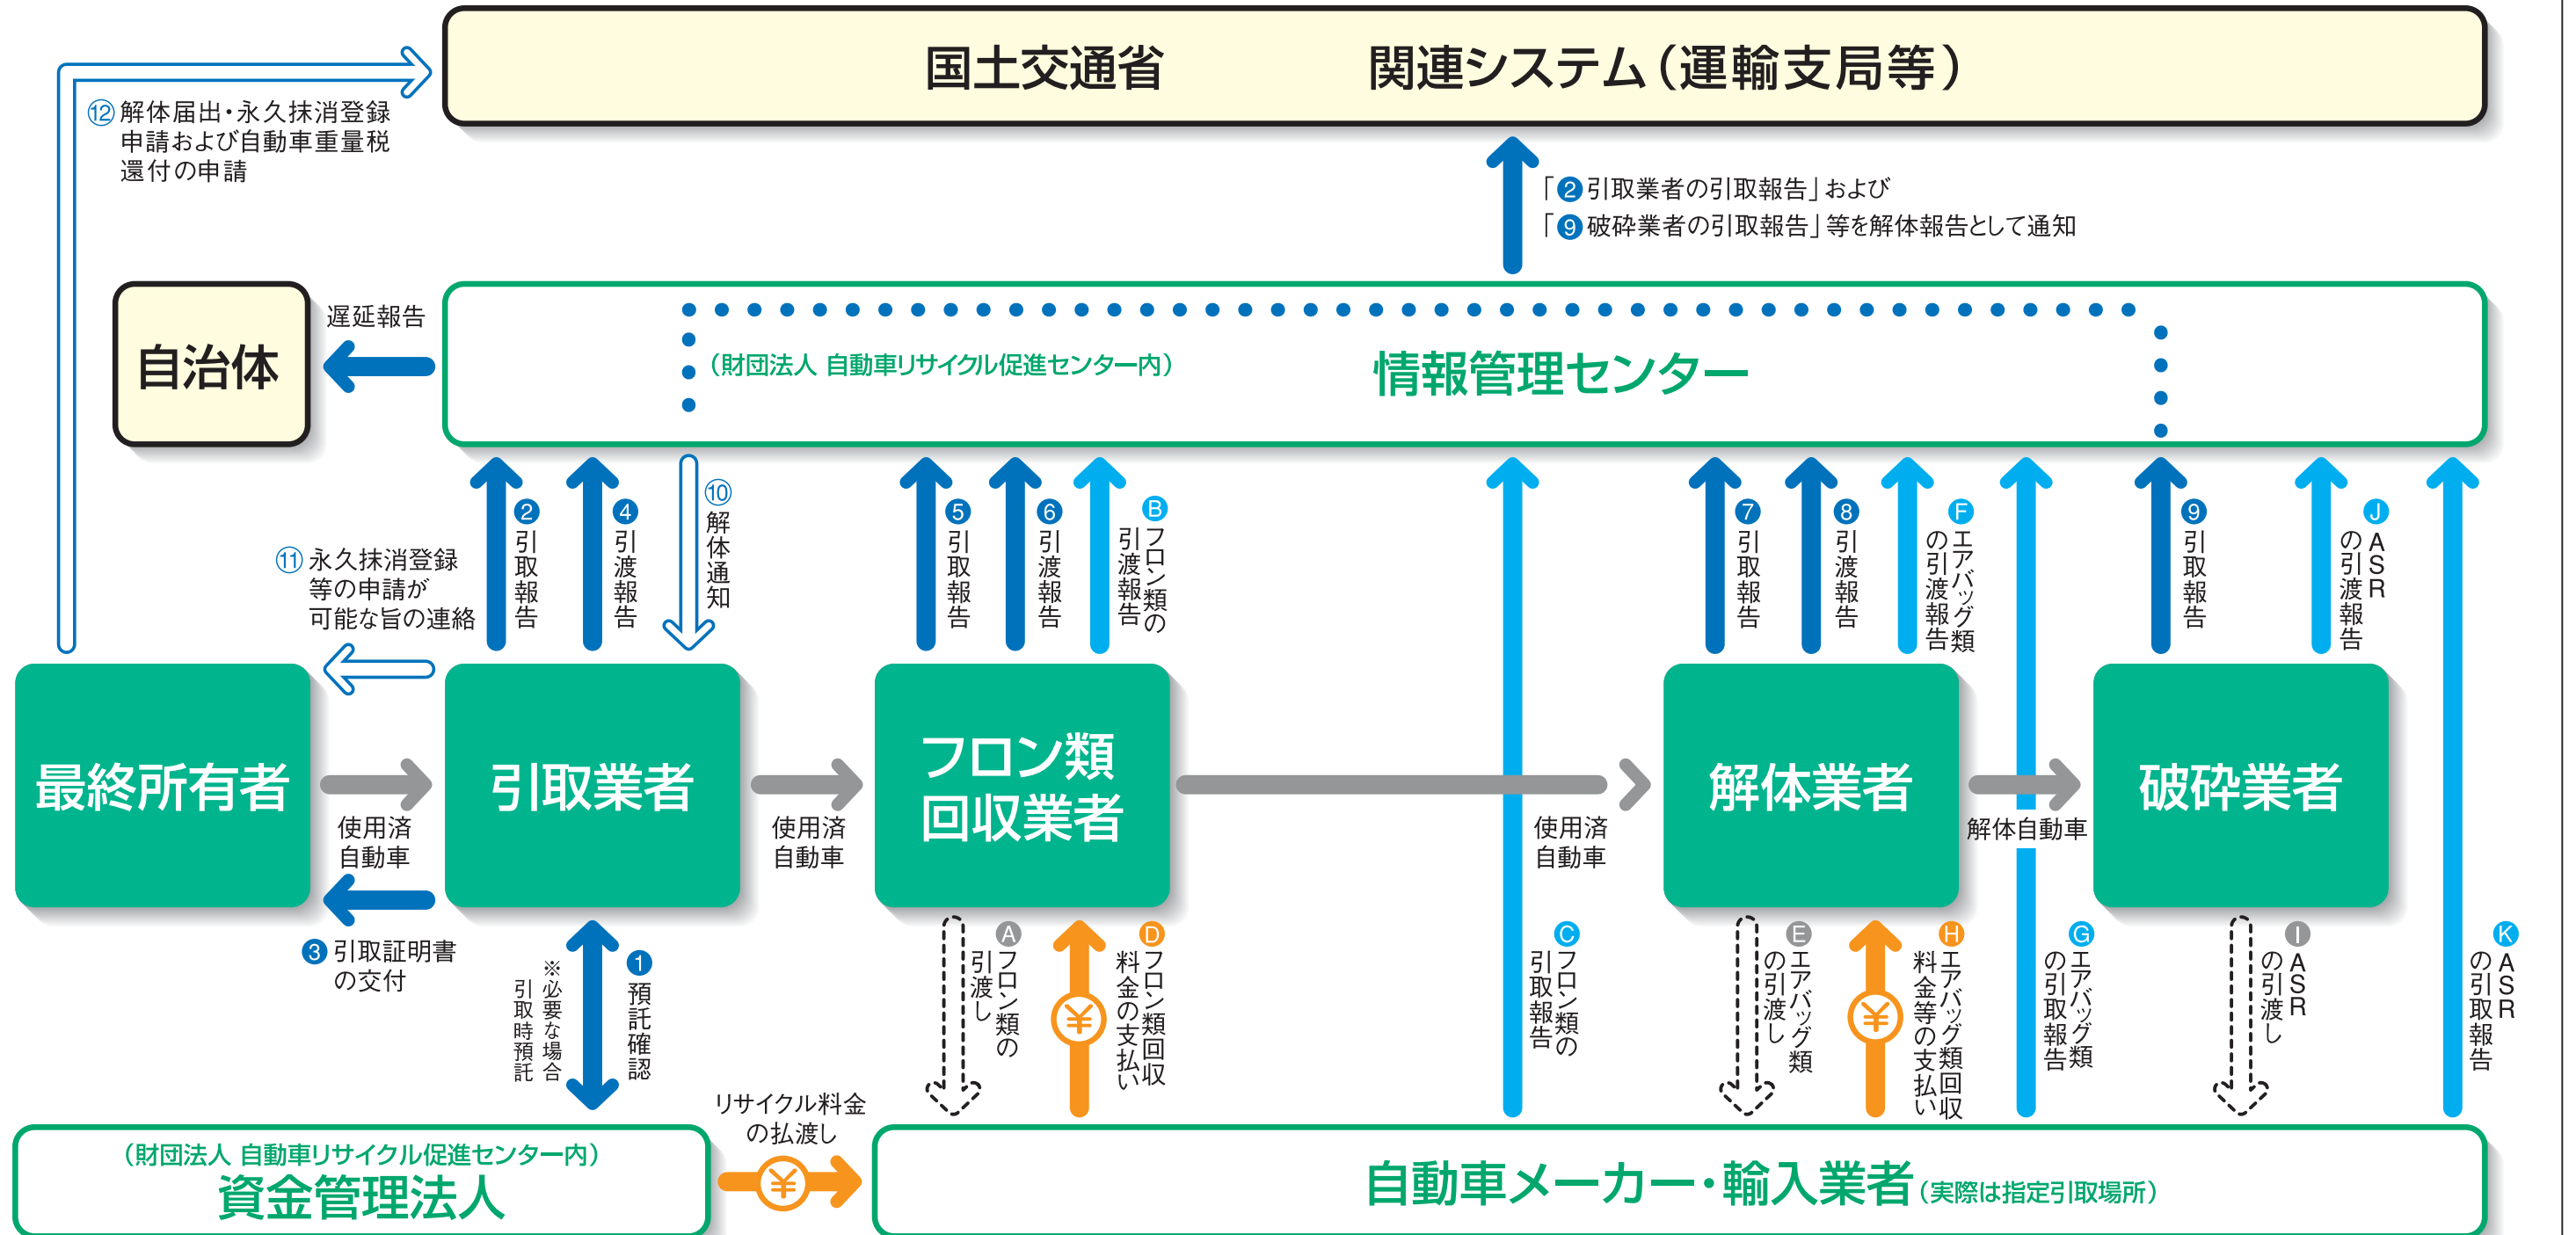 国土交通省 関連システム（運輸支局等）
⑫解体届出・永久抹消登録
申請および自動車重量税
還付の申請
「❷引取業者の引取報告」および
「❾破砕業者の引取報告」等を解体報告として通知
自治体
遅延報告
（財団法人 自動車リサイクル促進センター内）
情報管理センター
⑪永久抹消登録
等の申請が
可能な旨の連絡
❷引取報告
❹引渡報告
⑩解体通知
❺引取報告
❻引渡報告
Ⓑフロン類の
引渡報告
❼引取報告
❽引渡報告
Ⓕエアバッグ類
の引渡報告
❾引取報告
ⒿASR
の引渡報告
最終所有者
使用済
自動車
引取業者
使用済
自動車
フロン類
回収業者
使用済
自動車
解体業者
解体自動車
破砕業者
❸引取証明書
の交付
❶預託確認
※必要な場合
引取時預託
Ⓐフロン類の
引渡し
Ⓓフロン類回収
料金の支払い
¥
Ⓒフロン類の
引取報告
Ⓔエアバッグ類
の引渡し
Ⓗエアバッグ類回収
料金等の支払い
¥
Ⓖエアバッグ類
の引取報告
ⒾASR
の引渡し
ⓀASR
の引取報告
リサイクル料金
の払渡し
¥
（財団法人 自動車リサイクル促進センター内）
資金管理法人
自動車メーカー・輸入業者（実際は指定引取場所）